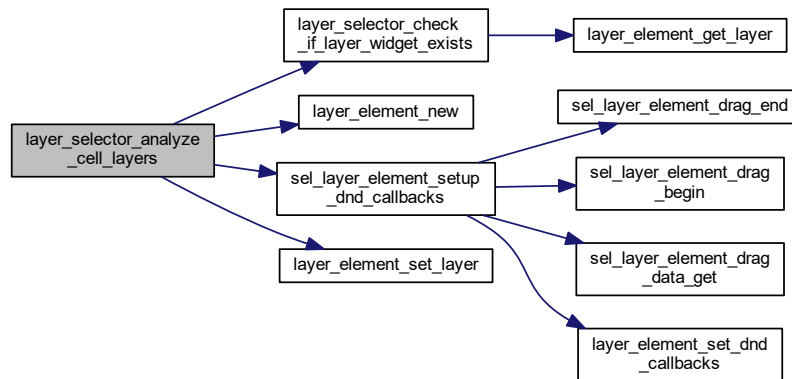 layer_selector_analyze
_cell_layers
layer_selector_check
_if_layer_widget_exists
layer_element_get_layer
layer_element_new
sel_layer_element_setup
_dnd_callbacks
sel_layer_element_drag_end
sel_layer_element_drag
_begin
sel_layer_element_drag
_data_get
layer_element_set_dnd
_callbacks
layer_element_set_layer